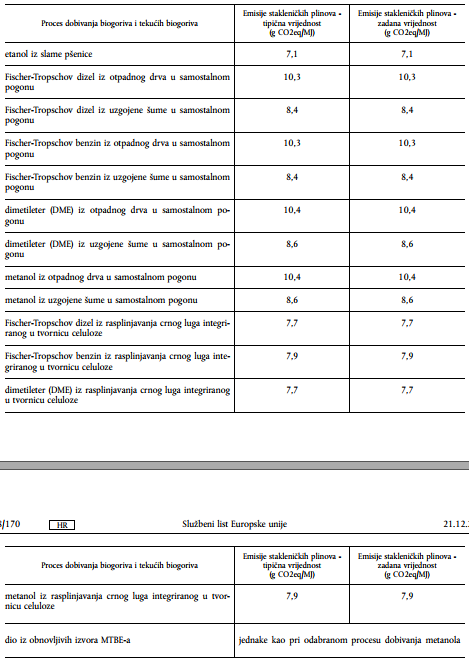 Proces dobivanja biogoriva i tekućih biogoriva
Emisije stakleničkih plinova -
tipična vrijednost
(g CO2eq/MJ)
Emisije stakleničkih plinova -
zadana vrijednost
(g CO2eq/MJ)
etanol iz slame pšenice 7,1 7,1
Fischer-Tropschov dizel iz otpadnog drva u samostalnom 10,3 10,3
pogonu
Fischer-Tropschov dizel iz uzgojene šume u samostalnom 8,4 8,4
pogonu
Fischer-Tropschov benzin iz otpadnog drva u samostalnom 10,3 10,3
pogonu
Fischer-Tropschov benzin iz uzgojene šume u samostalnom 8,4 8,4
pogonu
dimetileter (DME) iz otpadnog drva u samostalnom po- 10,4 10,4
gonu
dimetileter (DME) iz uzgojene šume u samostalnom po- 8,6 8,6
gonu
metanol iz otpadnog drva u samostalnom pogonu 10,4 10,4
metanol iz uzgojene šume u samostalnom pogonu 8,6 8,6
Fischer-Tropschov dizel iz rasplinjavanja crnog luga integri- 7,7 7,7
ranog u tvornicu celuloze
Fischer-Tropschov benzin iz rasplinjavanja crnog luga inte- 7,9 7,9
griranog u tvornicu celuloze
dimetileter (DME) iz rasplinjavanja crnog luga integriranog 7,7 7,7
u tvornicu celuloze
/170 HR Službeni list Europske unije 21.12.
Proces dobivanja biogoriva i tekućih biogoriva
Emisije stakleničkih plinova -
tipična vrijednost
(g CO2eq/MJ)
Emisije stakleničkih plinova -
zadana vrijednost
(g CO2eq/MJ)
metanol iz rasplinjavanja crnog luga integriranog u tvor- 7,9 7,9
nicu celuloze
dio iz obnovljivih izvora MTBE-a jednake kao pri odabranom procesu dobivanja metanola